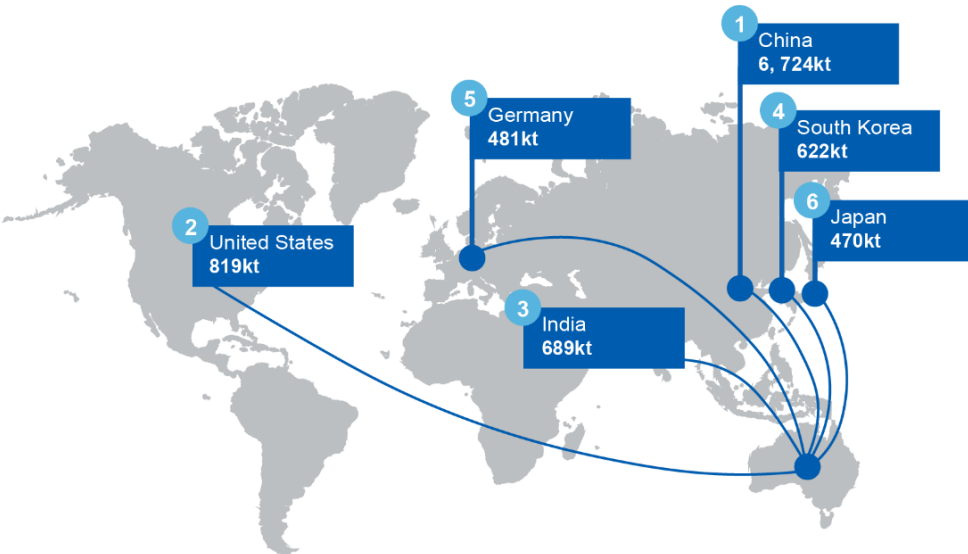 1
China
6, 724kt
5
Germany
481kt
4
South Korea
622kt
6
Japan
470kt
2
United States
819kt
3
India
689kt